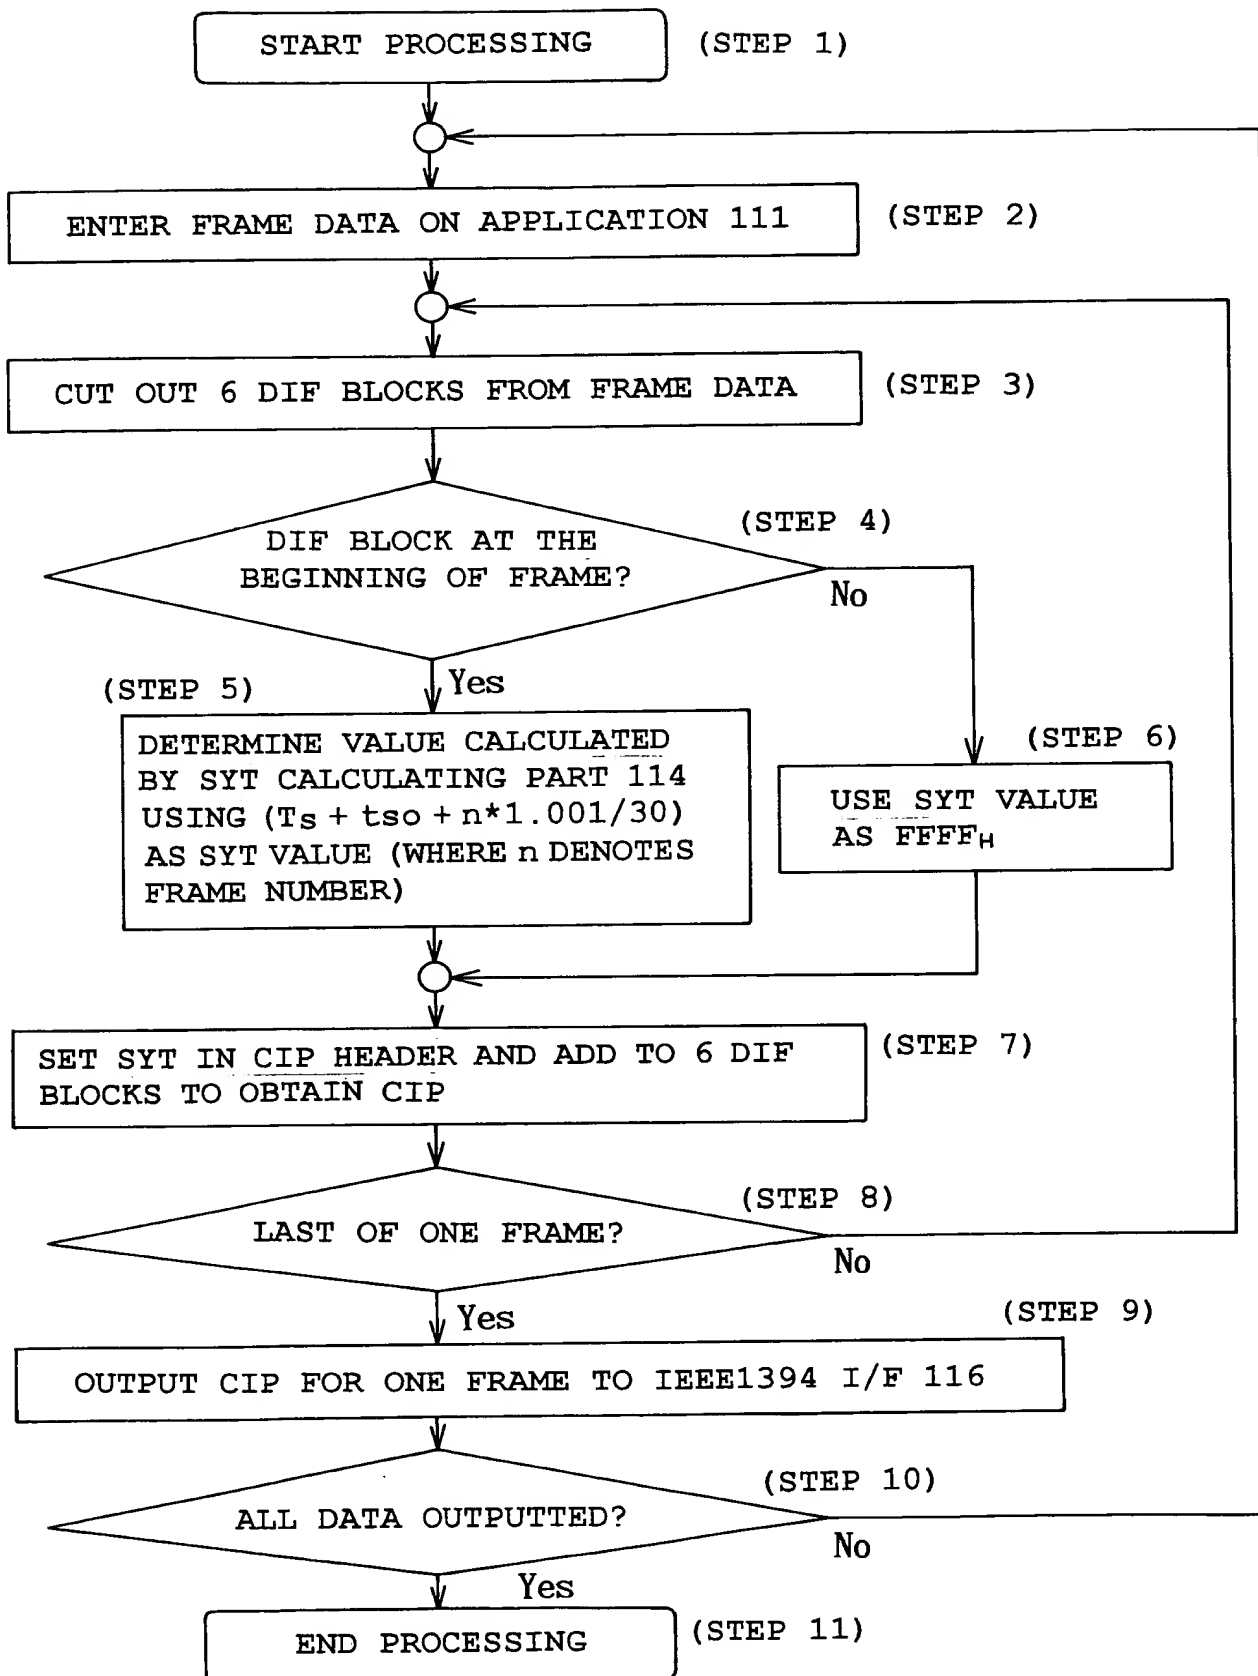 START PROCESSING
(STEP 1)
ENTER FRAME DATA ON APPLICATION 111
(STEP 2)
CUT OUT 6 DIF BLOCKS FROM FRAME DATA
(STEP 3)
(STEP 4)
DIF BLOCK AT THE
BEGINNING OF FRAME?
No
Yes
(STEP 5)
DETERMINE VALUE CALCULATED
BY SYT CALCULATING PART 114
USING (Ts + tso + n*1.001/30)
AS SYT VALUE (WHERE n DENOTES
FRAME NUMBER)
(STEP 6)
USE SYT VALUE
AS FFFFH
SET SYT IN CIP HEADER AND ADD TO 6 DIF
BLOCKS TO OBTAIN CIP
(STEP 7)
(STEP 8)
LAST OF ONE FRAME?
No
Yes
(STEP 9)
OUTPUT CIP FOR ONE FRAME TO IEEE1394 I/F 116
(STEP 10)
ALL DATA OUTPUTTED?
No
Yes
END PROCESSING
(STEP 11)